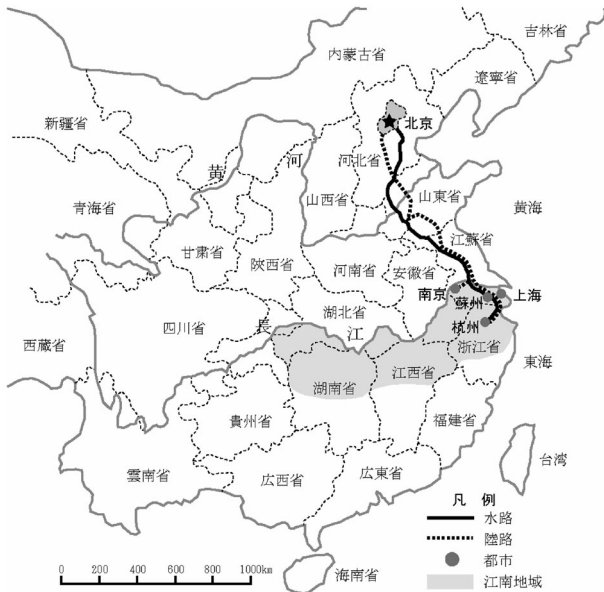 吉林省
内蒙古省
遼寧省
新疆省
北京
黄
河
河北省
山東省
山西省
青海省
黄海
甘粛省
江蘇省
陝西省
河南省
安徽省
南京
上海
蘇州
湖北省
四川省
長
江
杭州
浙江省
西蔵省
東海
江西省
湖南省
貴州省
福建省
台湾
雲南省
広西省
広東省
凡 例
水路
陸路
都市
江南地域
0 200 400 600 800 1000km
海南省